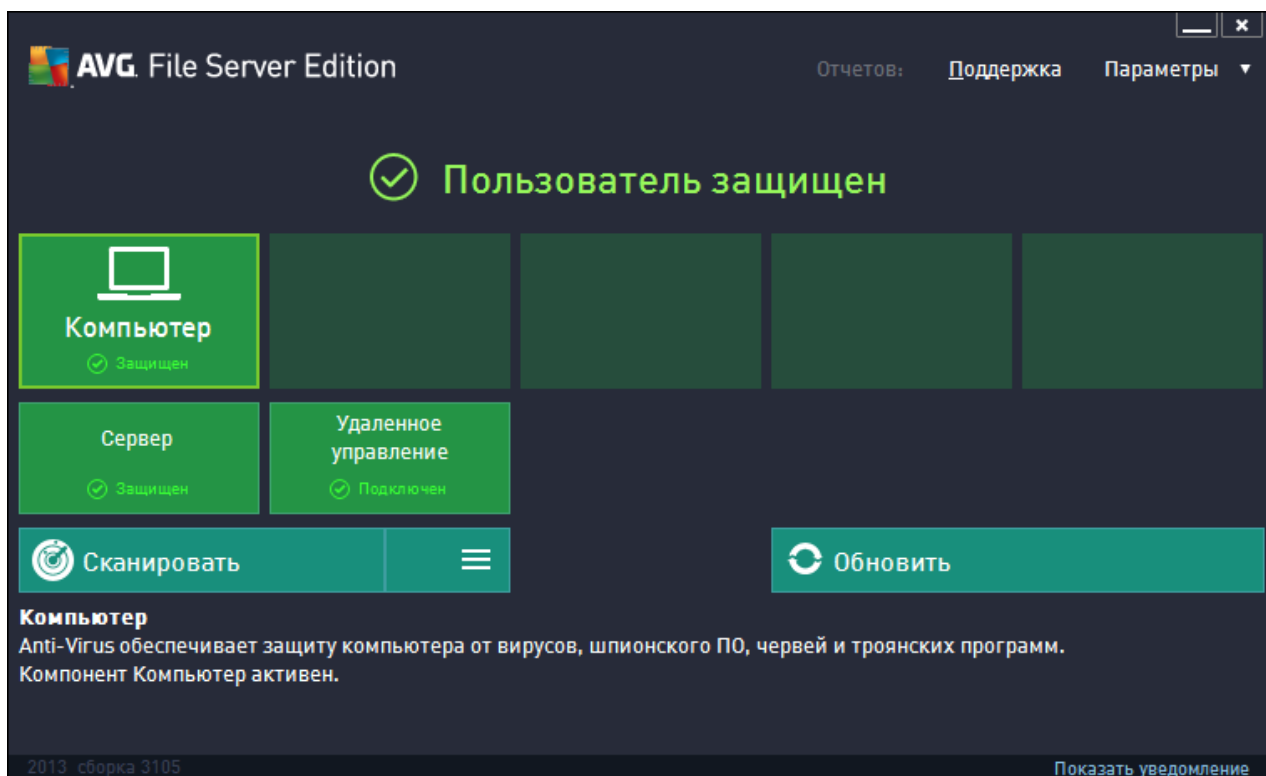 AVG. File Server Edition
Отчетов: Поддержка Параметры
Пользователь защищен
Компьютер
Защищен
Сервер
Защищен
Удаленное
управление
Подключен
Сканировать
Обновить
Компьютер
Anti-Virus обеспечивает защиту компьютера от вирусов, шпионского ПО, червей и троянских программ.
Компонент Компьютер активен.
2013 сборка 3105
Показать уведомление